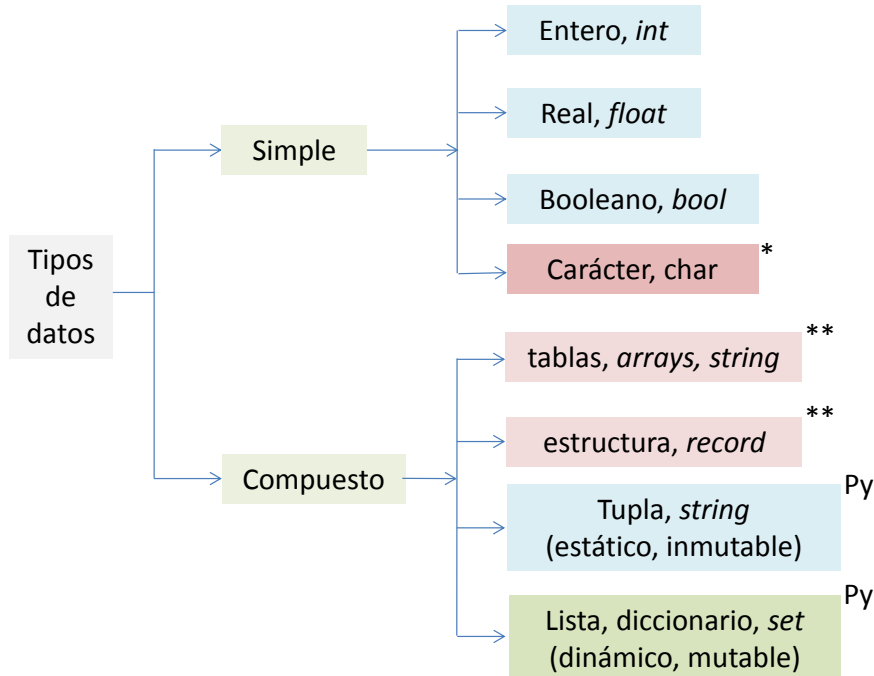 Entero, int
Real, float
Simple
Booleano, bool
Carácter, char *
Tipos
de
datos
tablas, arrays, string **
estructura, record **
Compuesto
Tupla, string Py
(estático, inmutable)
Lista, diccionario, set Py
(dinámico, mutable)